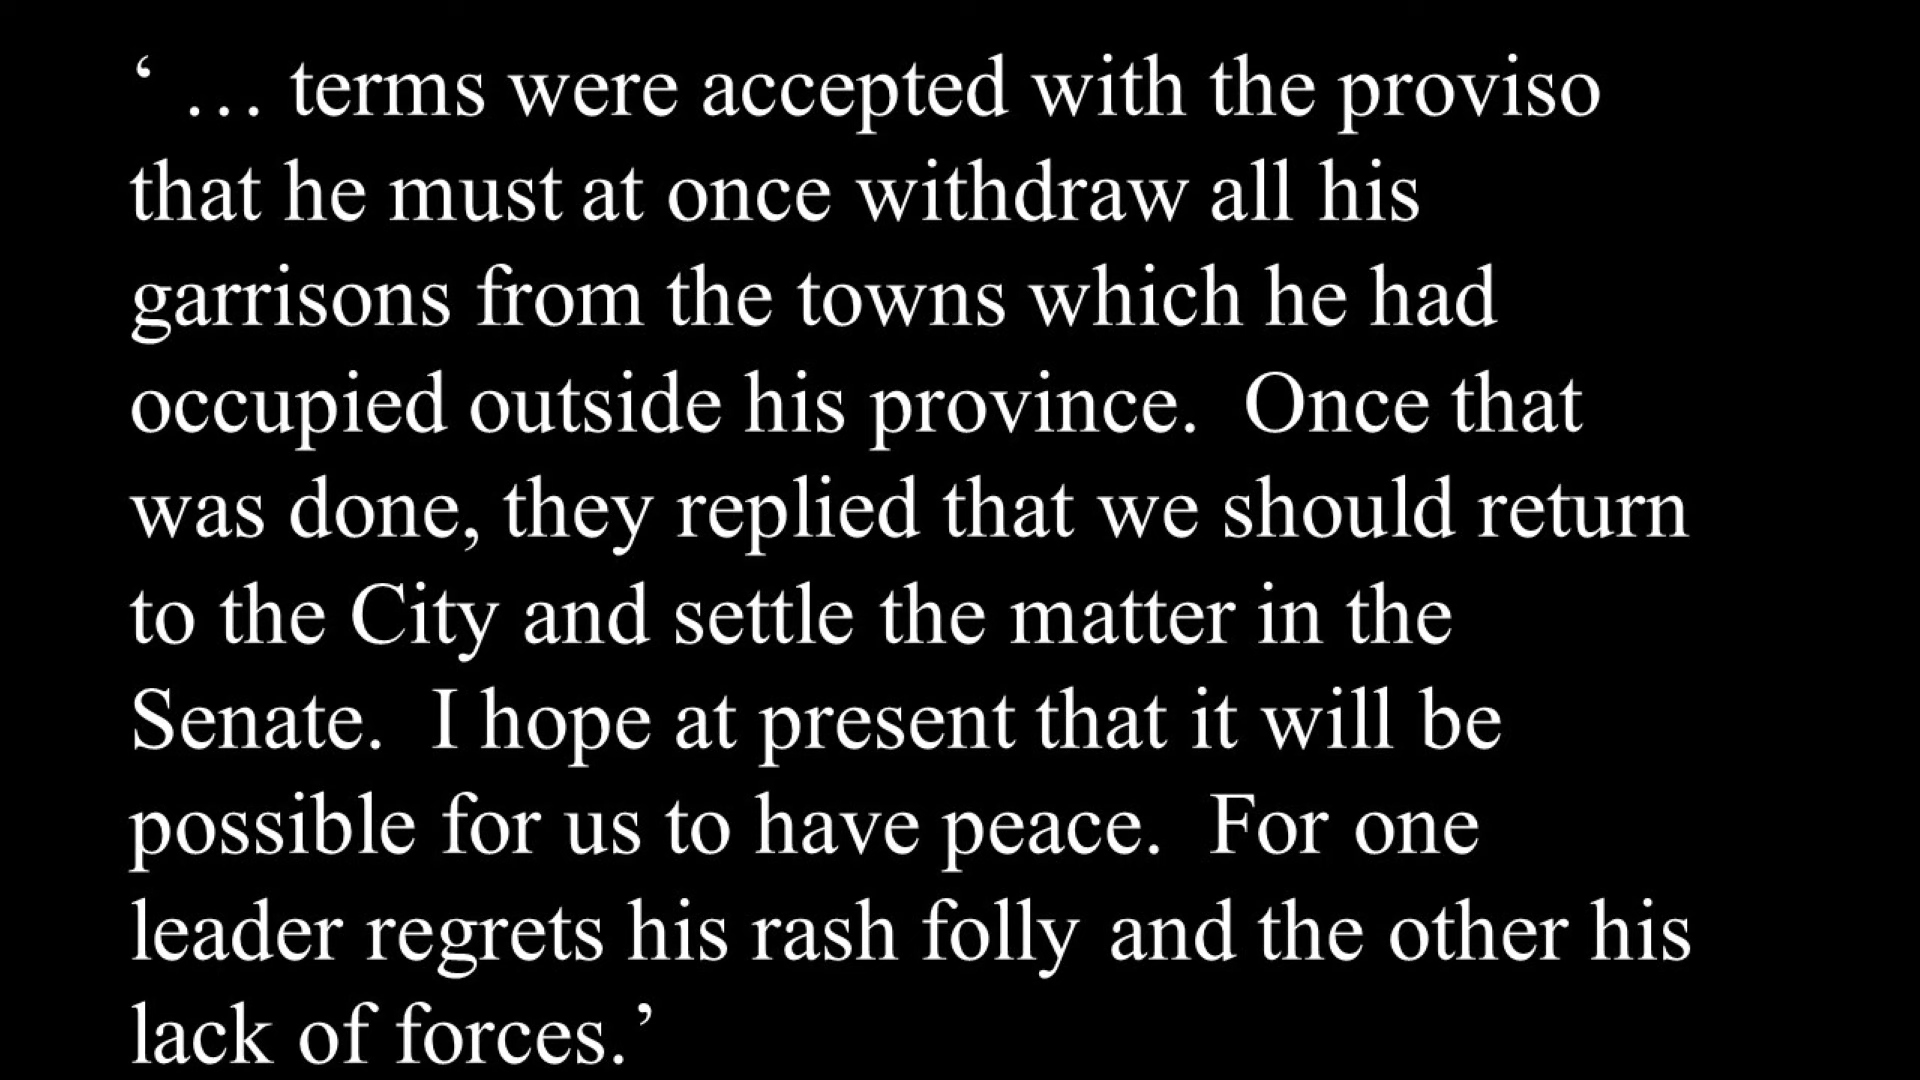 ‘ … terms were accepted with the proviso
that he must at once withdraw all his
garrisons from the towns which he had
occupied outside his province.  Once that
was done, they replied that we should return
to the City and settle the matter in the
Senate.  I hope at present that it will be
possible for us to have peace.  For one
leader regrets his rash folly and the other his
lack of forces.’